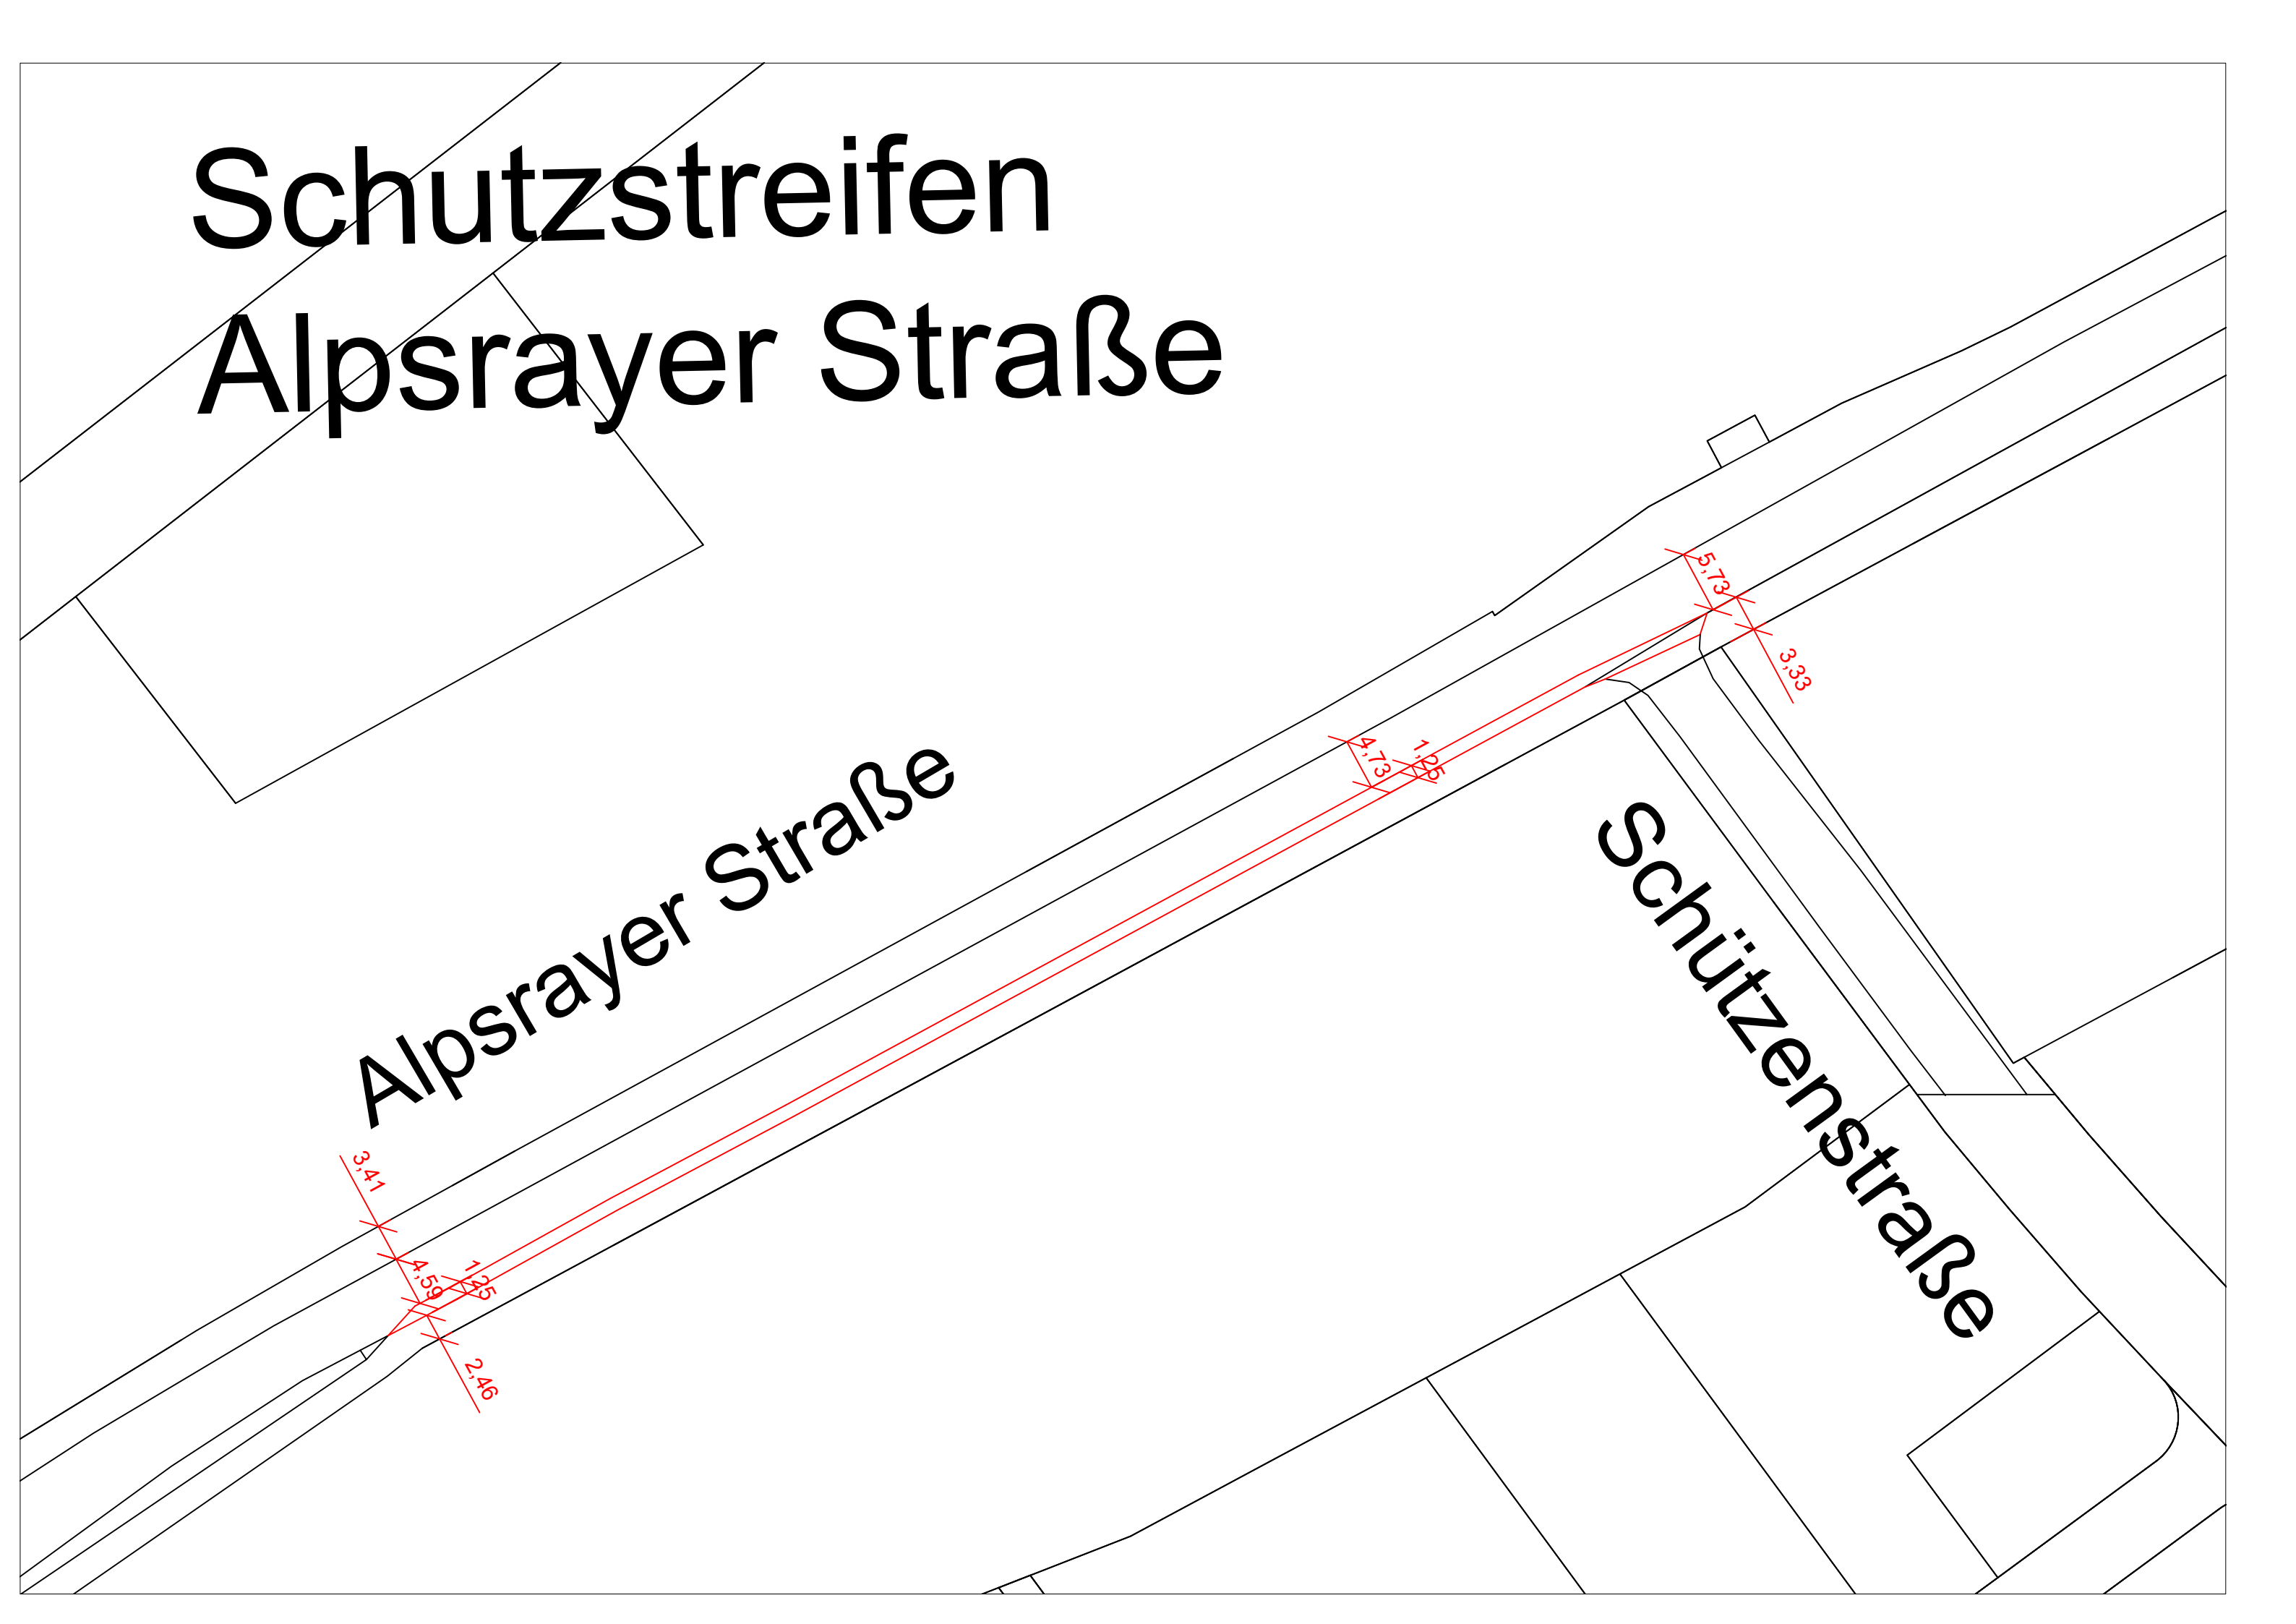 Schutzstreifen
Alpsrayer Straße
5,73
3,33
4,73
1,25
Alpsrayer Straße
Schützenstraße
3,41
4,59
1,25
2,46